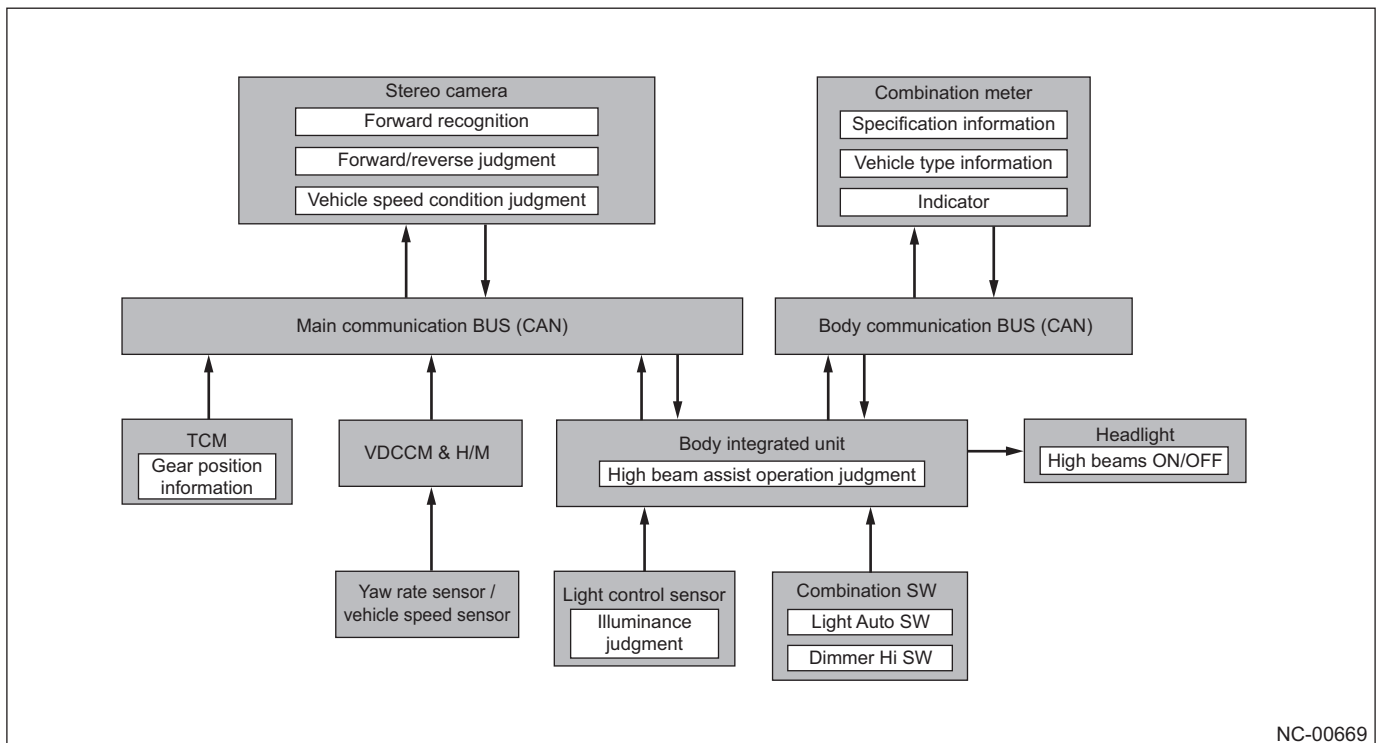 Stereo camera
Forward recognition
Forward/reverse judgment
Vehicle speed condition judgment
Combination meter
Specification information
Vehicle type information
Indicator
Main communication BUS (CAN)
Body communication BUS (CAN)
TCM
Gear position
information
VDCCM & H/M
Body integrated unit
High beam assist operation judgment
Headlight
High beams ON/OFF
Yaw rate sensor /
vehicle speed sensor
Light control sensor
Illuminance
judgment
Combination SW
Light Auto SW
Dimmer Hi SW
NC-00669